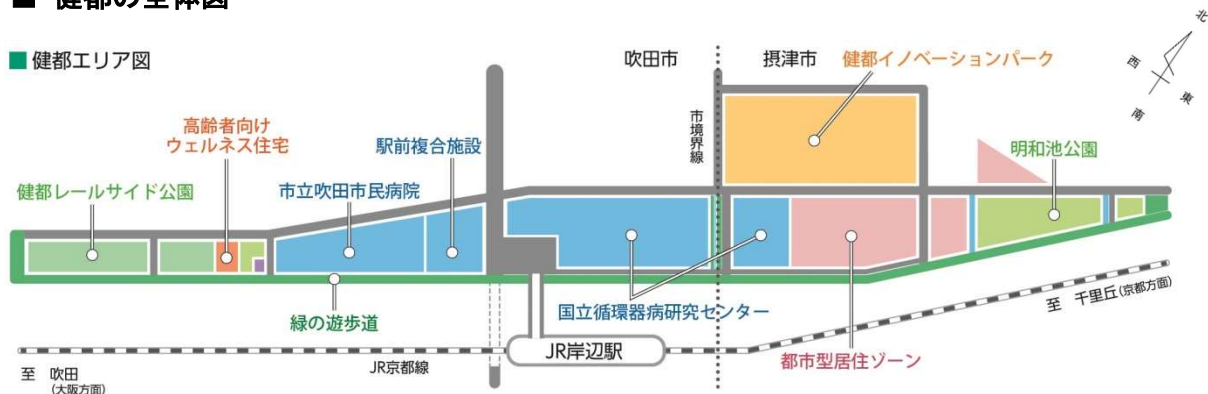 ■ 健都の全体図
■ 健都エリア図
吹田市
摂津市
健都イノベーションパーク
北
西
東
南
高齢者向け
ウェルネス住宅
駅前複合施設
市境界線
明和池公園
健都レールサイド公園
市立吹田市民病院
緑の遊歩道
国立循環器病研究センター
至 千里丘(京都方面)
JR岸辺駅
都市型居住ゾーン
JR京都線
至 吹田
(大阪方面)